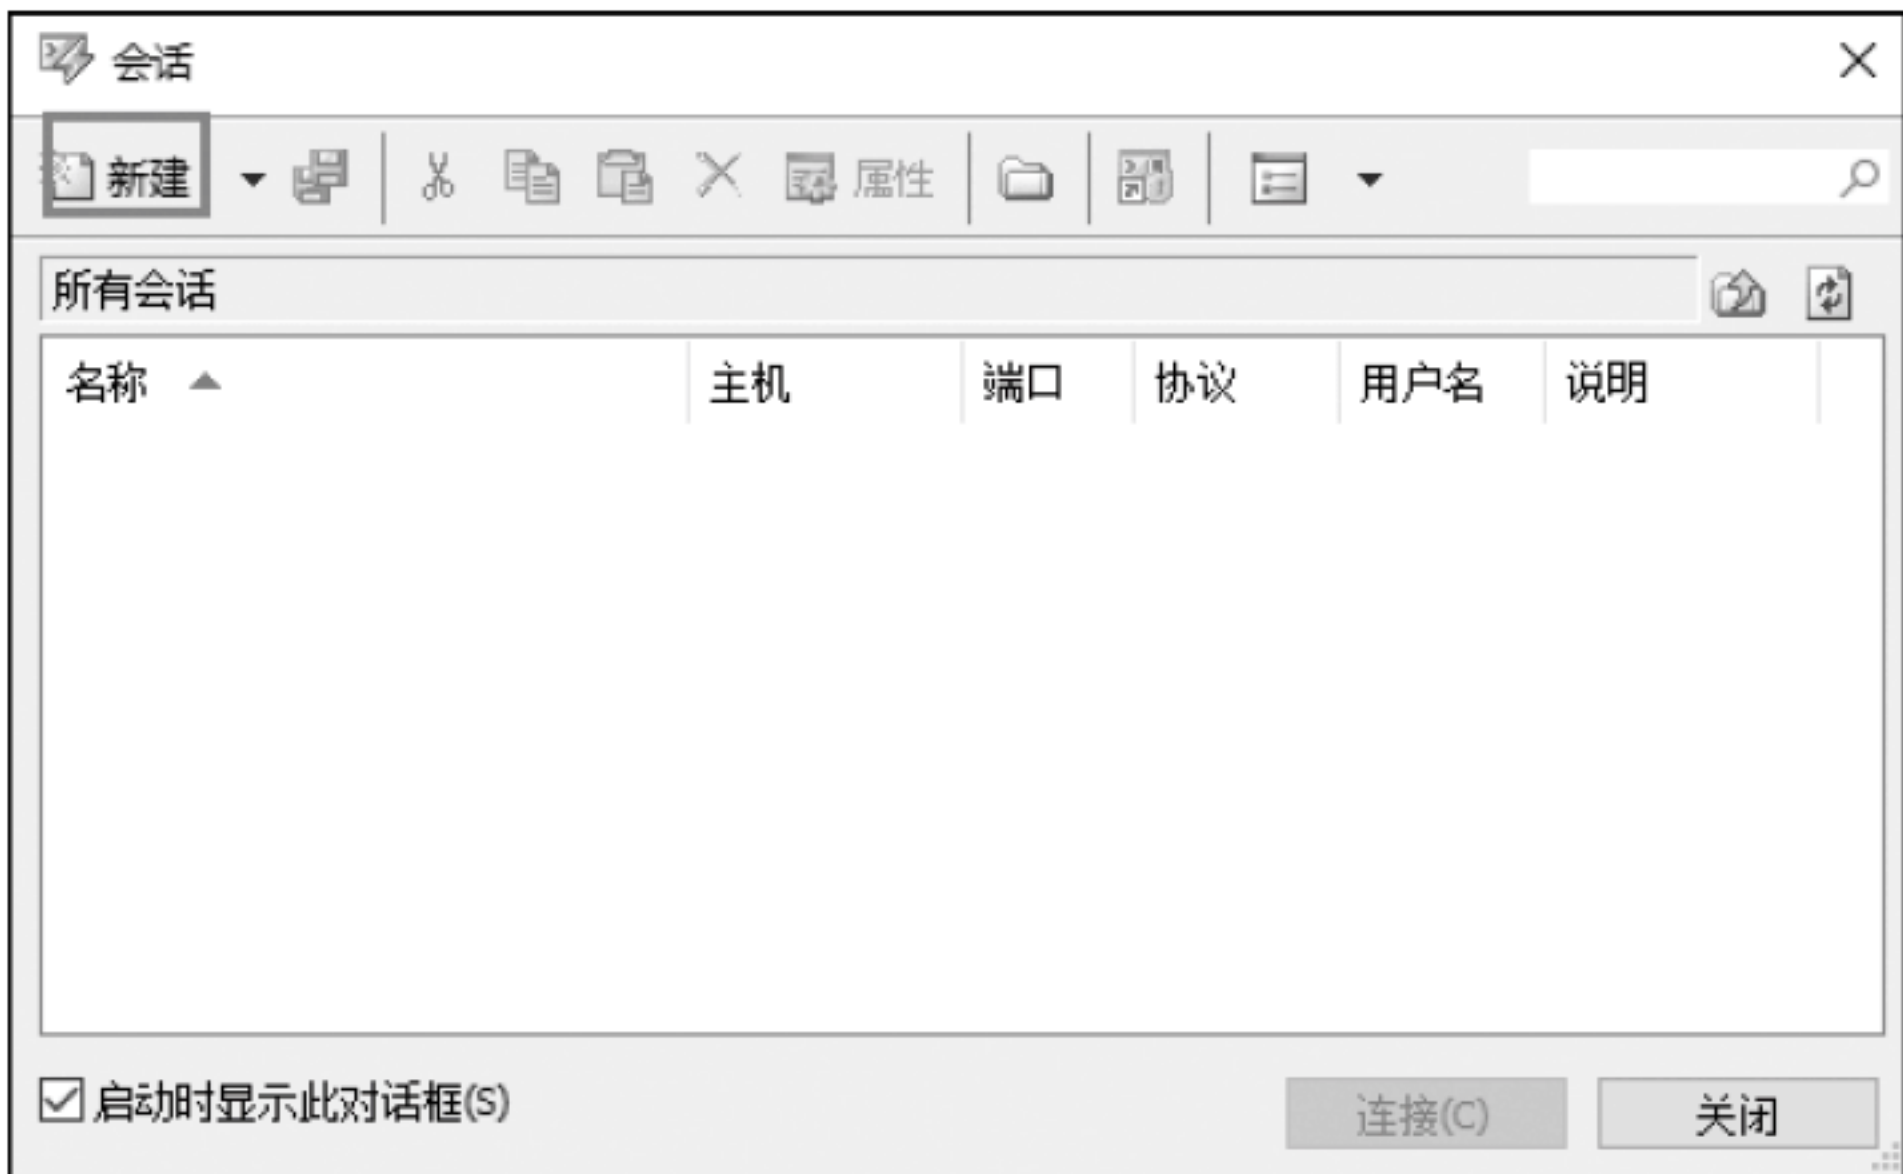 会话
新建 属性
所有会话
名称 主机 端口 协议 用户名 说明
启动时显示此对话框(S) 连接(C) 关闭